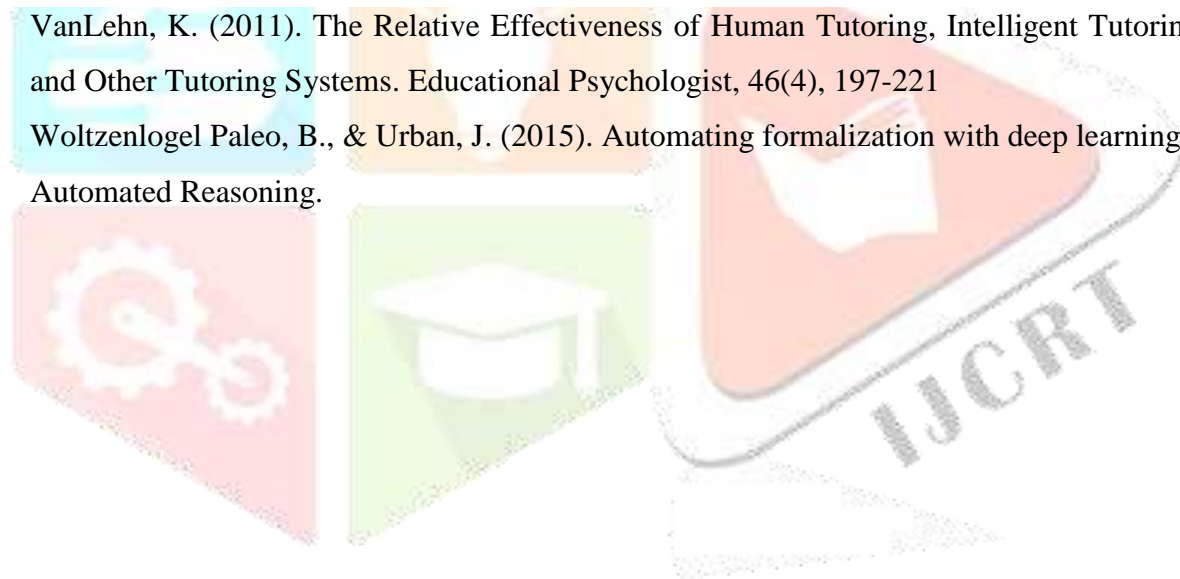 VanLehn, K. (2011). The Relative Effectiveness of Human Tutoring, Intelligent Tutorin
and Other Tutoring Systems. Educational Psychologist, 46(4), 197-221
Woltzenlogel Paleo, B., & Urban, J. (2015). Automating formalization with deep learning
Automated Reasoning.
IJCRT